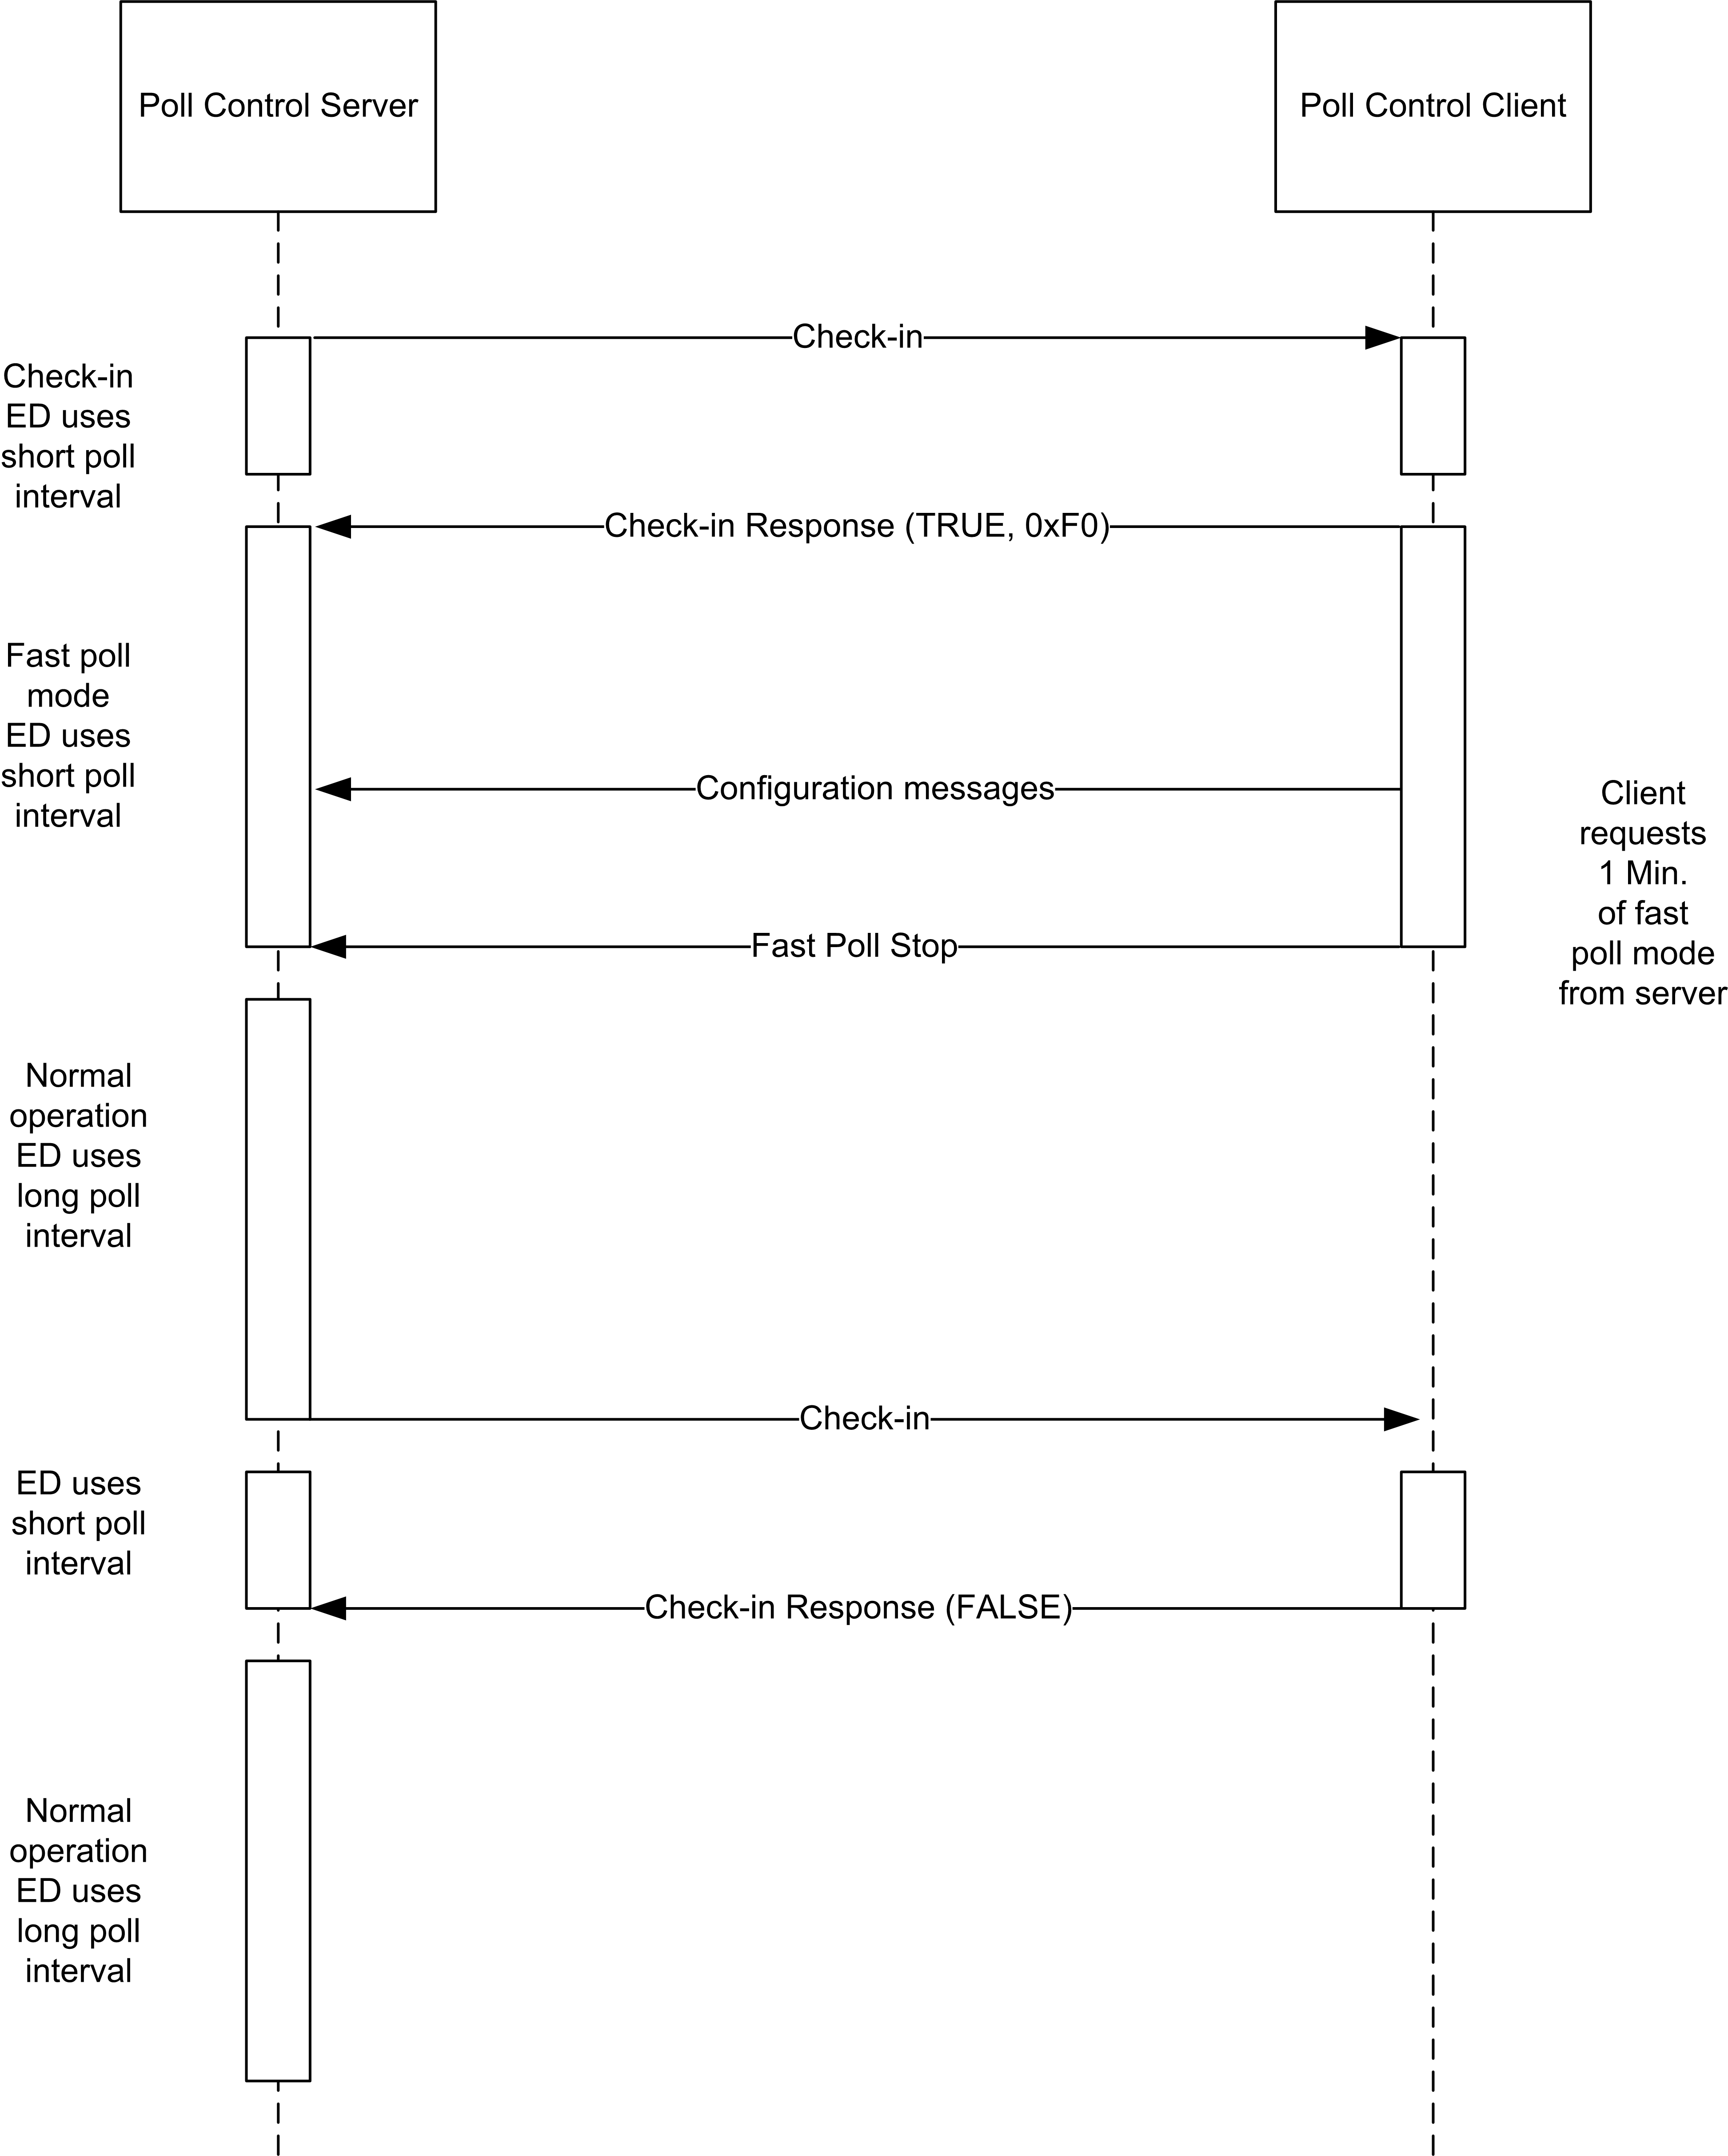 Poll Control Server
Poll Control Client
Check-in
Check-in
ED uses
short poll
interval
Check-in Response (TRUE, 0xF0)
Fast poll
mode
ED uses
short poll
interval
Configuration messages
Client
requests
1 Min.
of fast
poll mode
from server
Fast Poll Stop
Normal
operation
ED uses
long poll
interval
Check-in
ED uses
short poll
interval
Check-in Response (FALSE)
Normal
operation
ED uses
long poll
interval